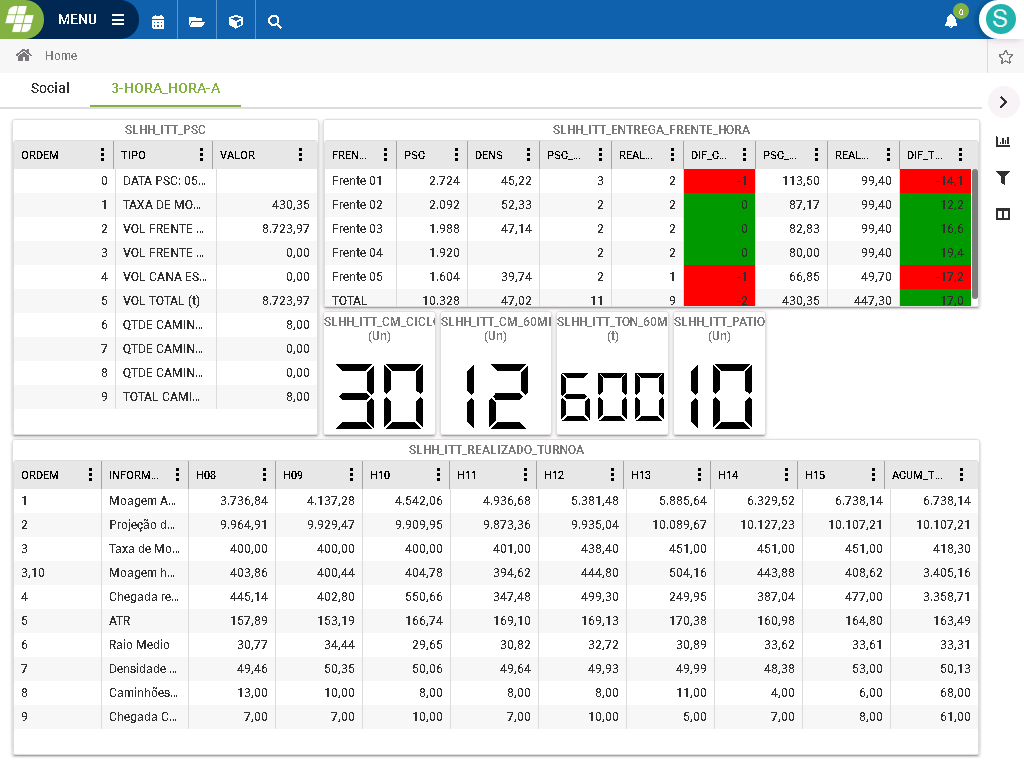 MENU
0
S
Home
Social 3-HORA_HORA-A
SLHH_ITT_PSC
ORDEM TIPO VALOR
0 DATA PSC: 05...
1 TAXA DE MO... 430,35
2 VOL FRENTE ... 8.723,97
3 VOL FRENTE ... 0,00
4 VOL CANA ES... 0,00
5 VOL TOTAL (t) 8.723,97
6 QTDE CAMIN... 8,00
7 QTDE CAMIN... 0,00
8 QTDE CAMIN... 0,00
9 TOTAL CAMI... 8,00
SLHH_ITT_ENTREGA_FRENTE_HORA
FREN... PSC DENS PSC_... REAL... DIF_C... PSC_... REAL... DIF_T...
Frente 01 2.724 45,22 3 2 -1 113,50 99,40 -14,1
Frente 02 2.092 52,33 2 2 0 87,17 99,40 12,2
Frente 03 1.988 47,14 2 2 0 82,83 99,40 16,6
Frente 04 1.920 2 2 0 80,00 99,40 19,4
Frente 05 1.604 39,74 2 1 -1 66,85 49,70 -17,2
TOTAL 10.328 47,02 11 9 -2 430,35 447,30 17,0
SLHH_ITT_CM_CICLO
(Un)
30
SLHH_ITT_CM_60MI
(Un)
12
SLHH_ITT_TON_60M
(t)
600
SLHH_ITT_PATIO
(Un)
10
SLHH_ITT_REALIZADO_TURNOA
ORDEM INFORM... H08 H09 H10 H11 H12 H13 H14 H15 ACUM_T...
1 Moagem A... 3.736,84 4.137,28 4.542,06 4.936,68 5.381,48 5.885,64 6.329,52 6.738,14 6.738,14
2 Projeção d... 9.964,91 9.929,47 9.909,95 9.873,36 9.935,04 10.089,67 10.127,23 10.107,21 10.107,21
3 Taxa de Mo... 400,00 400,00 400,00 401,00 438,40 451,00 451,00 451,00 418,30
3,10 Moagem h... 403,86 400,44 404,78 394,62 444,80 504,16 443,88 408,62 3.405,16
4 Chegada re... 445,14 402,80 550,66 347,48 499,30 249,95 387,04 477,00 3.358,71
5 ATR 157,89 153,19 166,74 169,10 169,13 170,38 160,98 164,80 163,49
6 Raio Medio 30,77 34,44 29,65 30,82 32,72 30,89 33,62 33,61 33,31
7 Densidade ... 49,46 50,35 50,06 49,64 49,93 49,99 48,38 53,00 50,13
8 Caminhões... 13,00 10,00 8,00 8,00 8,00 11,00 4,00 6,00 68,00
9 Chegada C... 7,00 7,00 10,00 7,00 10,00 5,00 7,00 8,00 61,00